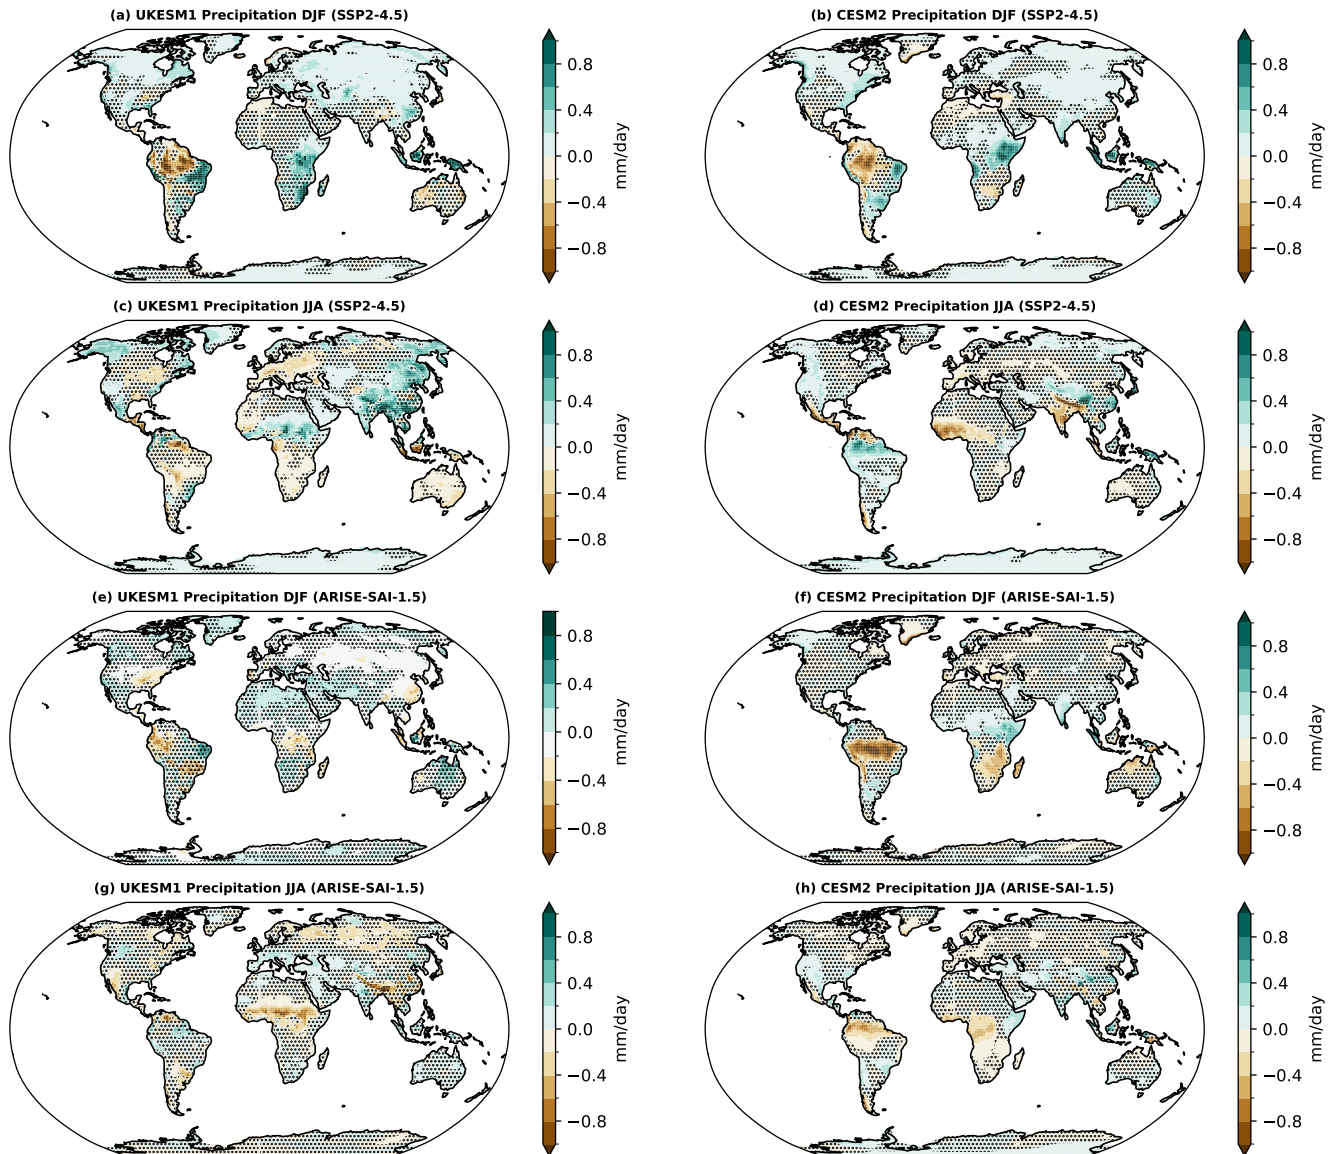 (a) UKESM1 Precipitation DJF (SSP2-4.5)
0.8
0.4
0.0
−0.4
−0.8
mm/day
(b) CESM2 Precipitation DJF (SSP2-4.5)
0.8
0.4
0.0
−0.4
−0.8
mm/day
(c) UKESM1 Precipitation JJA (SSP2-4.5)
0.8
0.4
0.0
−0.4
−0.8
mm/day
(d) CESM2 Precipitation JJA (SSP2-4.5)
0.8
0.4
0.0
−0.4
−0.8
mm/day
(e) UKESM1 Precipitation DJF (ARISE-SAI-1.5)
0.8
0.4
0.0
−0.4
−0.8
mm/day
(f) CESM2 Precipitation DJF (ARISE-SAI-1.5)
0.8
0.4
0.0
−0.4
−0.8
mm/day
(g) UKESM1 Precipitation JJA (ARISE-SAI-1.5)
0.8
0.4
0.0
−0.4
−0.8
mm/day
(h) CESM2 Precipitation JJA (ARISE-SAI-1.5)
0.8
0.4
0.0
−0.4
−0.8
mm/day